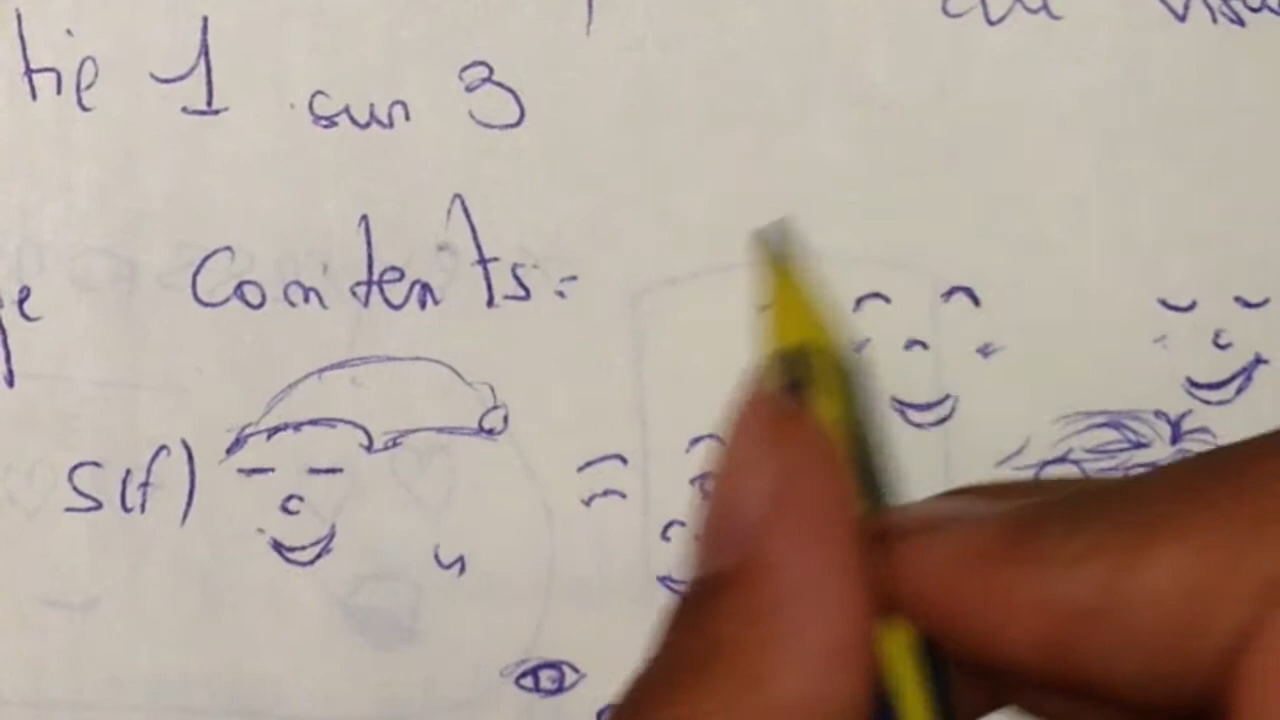 tie 1 sur 3
Contents:
S(f) =